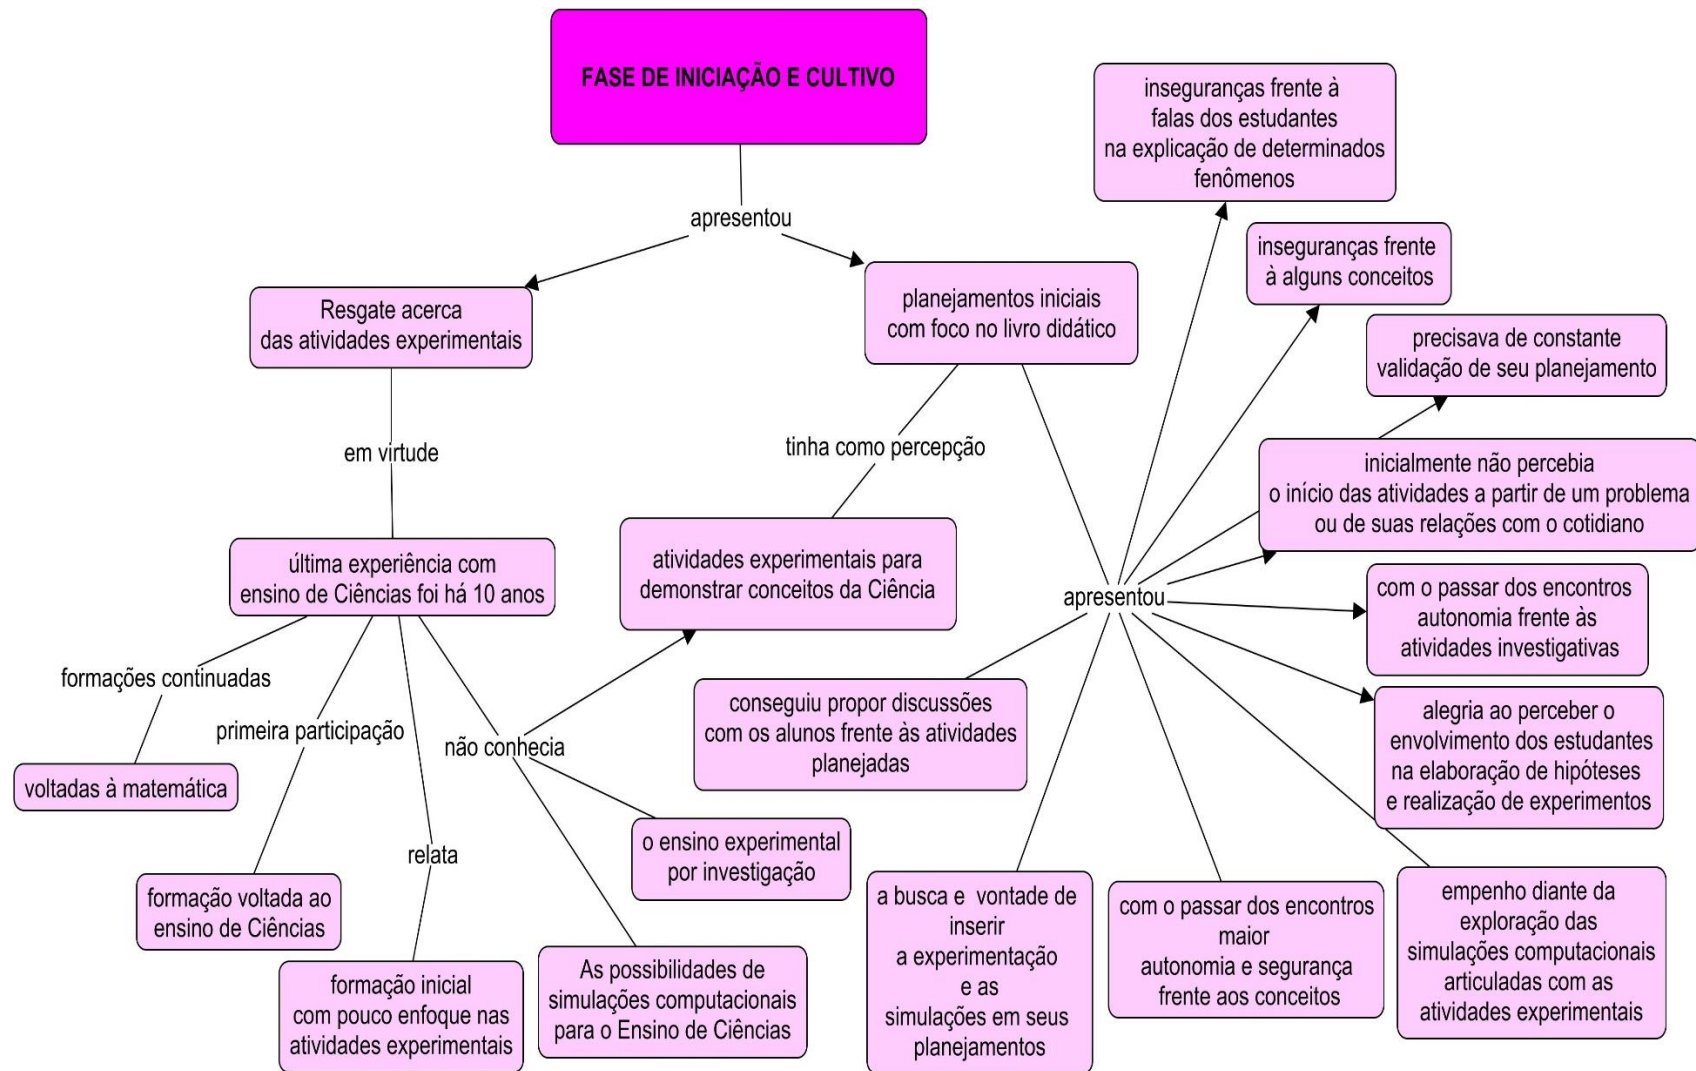 FASE DE INICIAÇÃO E CULTIVO
apresentou
Resgate acerca
das atividades experimentais
em virtude
última experiência com
ensino de Ciências foi há 10 anos
formações continuadas
voltadas à matemática
primeira participação
formação voltada ao
ensino de Ciências
relata
formação inicial
com pouco enfoque nas
atividades experimentais
não conhecia
As possibilidades de
simulações computacionais
para o Ensino de Ciências
o ensino experimental
por investigação
planejamentos iniciais
com foco no livro didático
tinha como percepção
atividades experimentais para
demonstrar conceitos da Ciência
apresentou
inseguranças frente à
falas dos estudantes
na explicação de determinados
fenômenos
inseguranças frente
à alguns conceitos
precisava de constante
validação de seu planejamento
inicialmente não percebia
o início das atividades a partir de um problema
ou de suas relações com o cotidiano
com o passar dos encontros
autonomia frente às
atividades investigativas
alegria ao perceber o
envolvimento dos estudantes
na elaboração de hipóteses
e realização de experimentos
empenho diante da
exploração das
simulações computacionais
articuladas com as
atividades experimentais
com o passar dos encontros
maior
autonomia e segurança
frente aos conceitos
a busca e vontade de
inserir
a experimentação
e as
simulações em seus
planejamentos
conseguiu propor discussões
com os alunos frente às atividades
planejadas